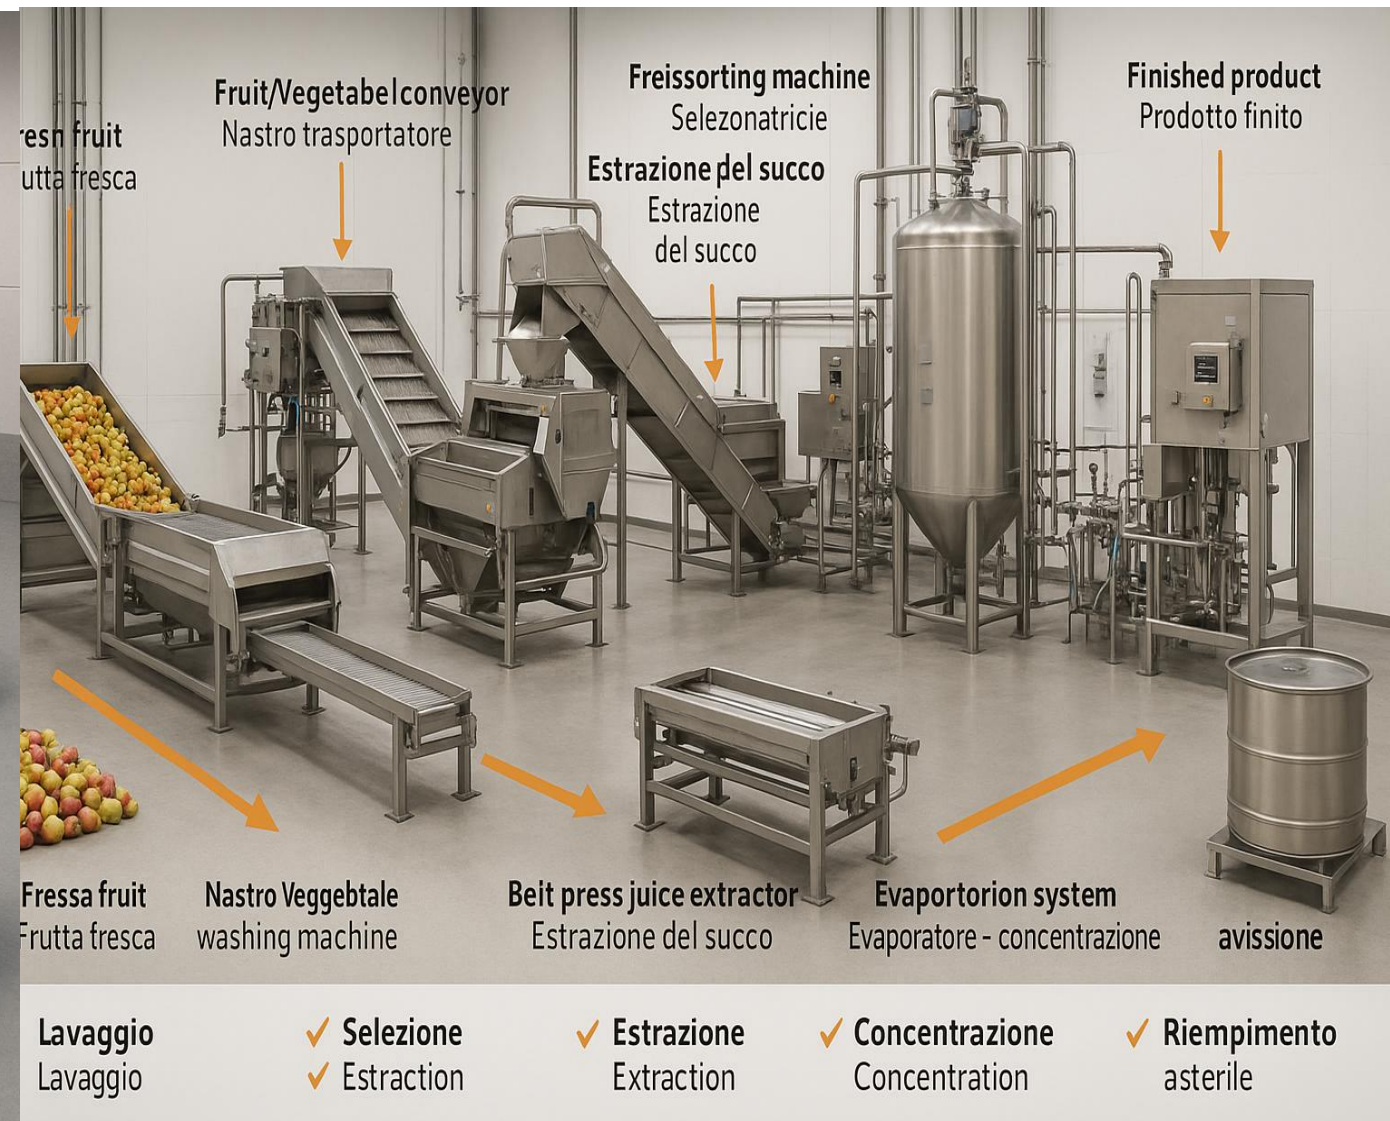 resn fruit
utta fresca
Fruit/Vegetabel conveyor
Nastro trasportatore
Freissorting machine
Selezonatricie
Estrazione del succo
Estrazione
del succo
Finished product
Prodotto finito
Fressa fruit
Frutta fresca
Nastro Veggebtale
washing machine
Beit press juice extractor
Estrazione del succo
Evaportorion system
Evaporatore - concentrazione
avissione
Lavaggio
Lavaggio
✓ Selezione
✓ Estraction
✓ Estrazione
Extraction
✓ Concentrazione
Concentration
✓ Riempimento
asterile